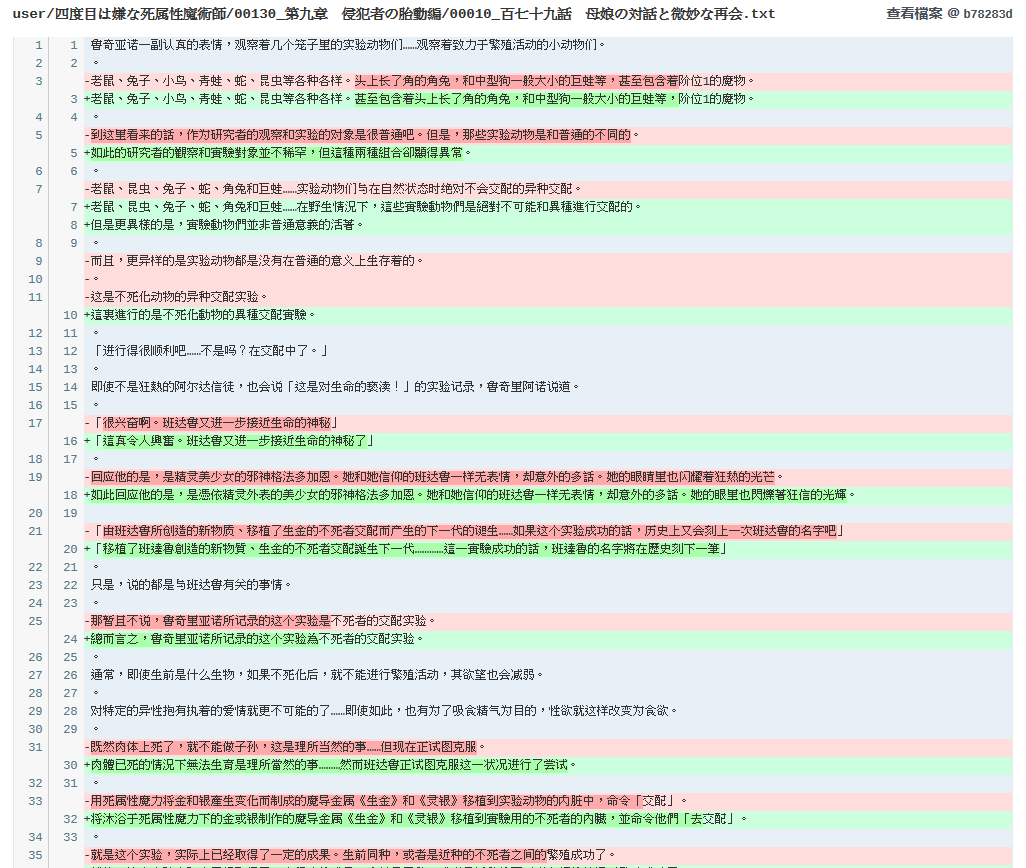 user/四度目は嫌な死属性魔術師/00130_第九章　侵犯者の胎動編/00010_百七十九話　母娘の対話と微妙な再会.txt 查看檔案 @ b78283d
1 1 鲁奇亚诺一副认真的表情，观察着几个笼子里的实验动物们……观察着致力于繁殖活动的小动物们。
2 2 。
3 -老鼠、兔子、小鸟、青蛙、蛇、昆虫等各种各样。头上长了角的角兔，和中型狗一般大小的巨蛙等，甚至包含着阶位1的魔物。
3 +老鼠、兔子、小鸟、青蛙、蛇、昆虫等各种各样。甚至包含着头上长了角的角兔，和中型狗一般大小的巨蛙等，阶位1的魔物。
4 4 。
5 -到这里看来的話，作为研究者的观察和实验的对象是很普通吧。但是，那些实验动物是和普通的不同的。
5 +如此的研究者的觀察和實驗對象並不稀罕，但這種兩種組合卻顯得異常。
6 6 。
7 -老鼠、昆虫、兔子、蛇、角兔和巨蛙……实验动物们与在自然状态时绝对不会交配的异种交配。
7 +老鼠、昆虫、兔子、蛇、角兔和巨蛙……在野生情況下，這些實驗動物們是絕對不可能和異種進行交配的。
8 +但是更異樣的是，實驗動物們並非普通意義的活著。
8 9 。
9 -而且，更异样的是实验动物都是没有在普通的意义上生存着的。
10 -。
11 -这是不死化动物的异种交配实验。
10 +這裏進行的是不死化動物的異種交配實驗。
12 11 。
13 12 「进行得很顺利吧……不是吗？在交配中了。」
14 13 。
15 14 即使不是狂熱的阿尔达信徒，也会说「这是对生命的亵渎！」的实验记录，鲁奇里阿诺说道。
16 15 。
17 -「很兴奋啊。班达鲁又进一步接近生命的神秘」
16 +「這真令人興奮。班达鲁又进一步接近生命的神秘了」
18 17 。
19 -回应他的是，是精灵美少女的邪神格法多加恩。她和她信仰的班达鲁一样无表情，却意外的多話。她的眼睛里也闪耀着狂热的光芒。
18 +如此回应他的是，是憑依精灵外表的美少女的邪神格法多加恩。她和她信仰的班达鲁一样无表情，却意外的多話。她的眼里也閃爍著狂信的光輝。
20 19 。
21 -「由班达鲁所创造的新物质、移植了生金的不死者交配而产生的下一代的诞生……如果这个实验成功的話，历史上又会刻上一次班达鲁的名字吧」
20 +「移植了班達魯創造的新物質、生金的不死者交配誕生下一代…………這一實驗成功的話，班達魯的名字將在歷史刻下一筆」
22 21 。
23 22 只是，说的都是与班达鲁有关的事情。
24 23 。
25 -那暂且不说，鲁奇里亚诺所记录的这个实验是不死者的交配实验。
24 +總而言之，鲁奇里亚诺所记录的这个实验為不死者的交配实验。
26 25 。
27 26 通常，即使生前是什么生物，如果不死化后，就不能进行繁殖活动，其欲望也会减弱。
28 27 。
29 28 对特定的异性抱有执着的爱情就更不可能的了……即使如此，也有为了吸食精气为目的，性欲就这样改变为食欲。
30 29 。
31 -既然肉体上死了，就不能做子孙，这是理所当然的事……但现在正试图克服。
30 +肉體已死的情況下無法生育是理所當然的事………然而班达鲁正试图克服这一状况进行了尝试。
32 31 。
33 -用死属性魔力将金和银產生变化而制成的魔导金属《生金》和《灵银》移植到实验动物的内脏中，命令「交配」。
32 +将沐浴于死属性魔力下的金或银制作的魔导金属《生金》和《灵银》移植到實驗用的不死者的內臟，並命令他們「去交配」。
34 33 。
35 -就是这个实验，实际上已经取得了一定的成果。生前同种，或者是近种的不死者之间的繁殖成功了。